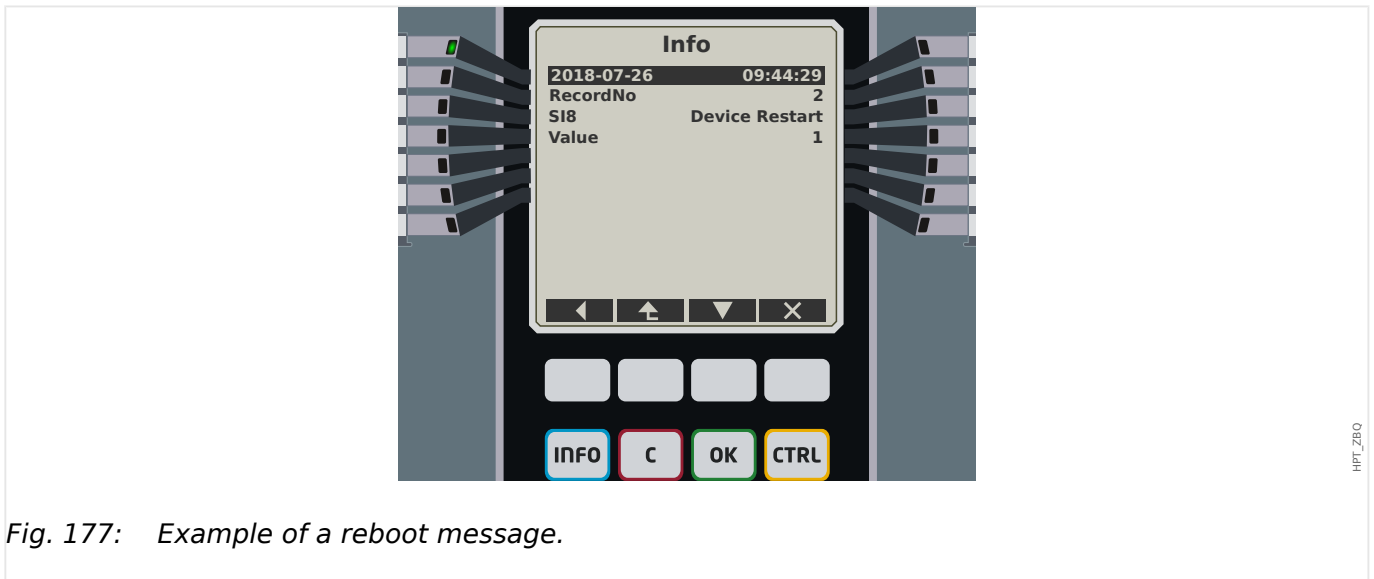 Info
2018-07-26 09:44:29
RecordNo 2
SI8 Device Restart
Value 1
INFO C OK CTRL
HPT_ZBQ
Fig. 177: Example of a reboot message.